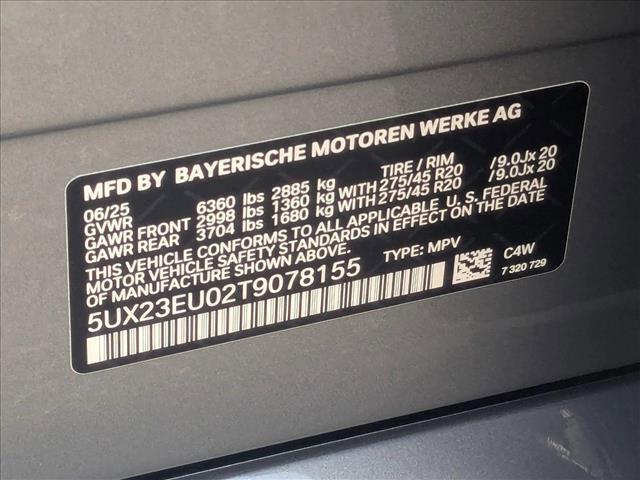 MFD BY BAYERISCHE MOTOREN WERKE AG
06/25 TIRE / RIM
GVWR 6360 lbs 2885 kg
GAWR FRONT 2998 lbs 1360 kg WITH 275/45 R20 /9.0Jx 20
GAWR REAR 3704 lbs 1680 kg WITH 275/45 R20 /9.0Jx 20
THIS VEHICLE CONFORMS TO ALL APPLICABLE U. S. FEDERAL
MOTOR VEHICLE SAFETY STANDARDS IN EFFECT ON THE DATE
OF MANUFACTURE SHOWN ABOVE.
5UX23EU02T9078155 TYPE: MPV C4W
7 320 729